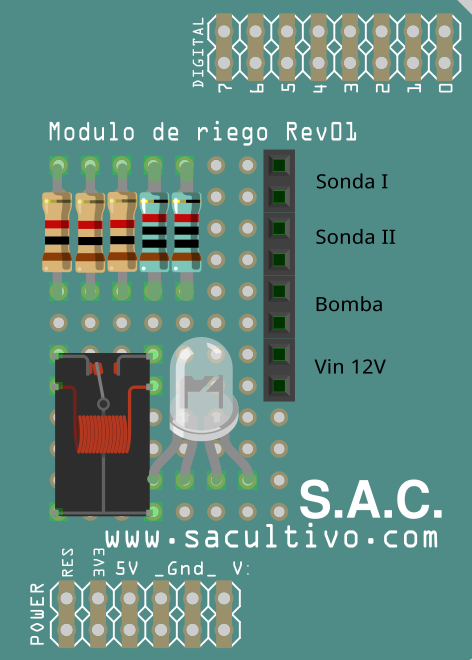 DIGITAL
7 6 5 4 3 2 1 0
Modulo de riego Rev01
Sonda I
Sonda II
Bomba
Vin 12V
S.A.C.
www.sacultivo.com
RES 3V3 5V _Gnd_ V:
POWER